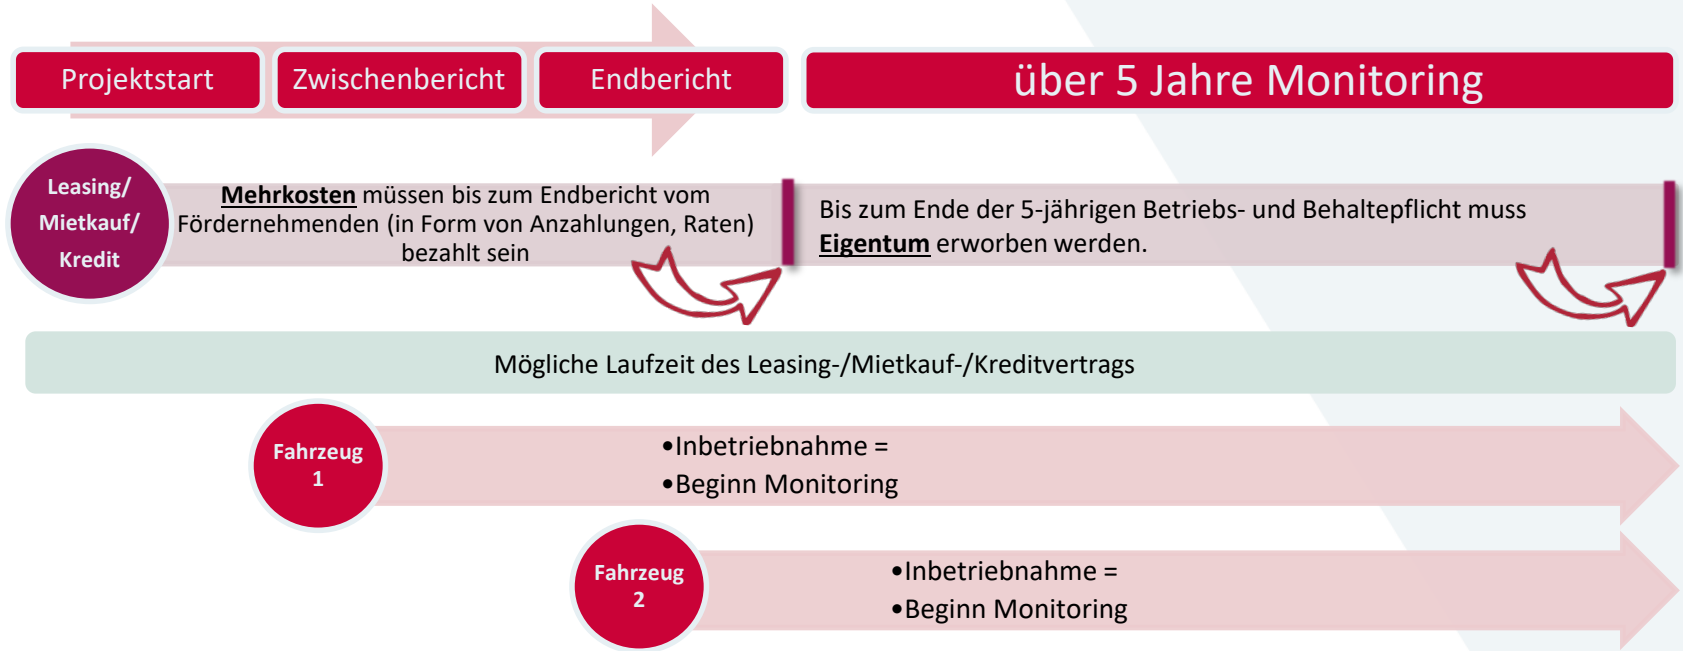 Projektstart
Zwischenbericht
Endbericht
über 5 Jahre Monitoring
Leasing/
Mietkauf/
Kredit
Mehrkosten müssen bis zum Endbericht vom
Fördernehmenden (in Form von Anzahlungen, Raten)
bezahlt sein
Bis zum Ende der 5-jährigen Betriebs- und Behaltepflicht muss
Eigentum erworben werden.
Mögliche Laufzeit des Leasing-/Mietkauf-/Kreditvertrags
Fahrzeug
1
•Inbetriebnahme =
•Beginn Monitoring
Fahrzeug
2
•Inbetriebnahme =
•Beginn Monitoring